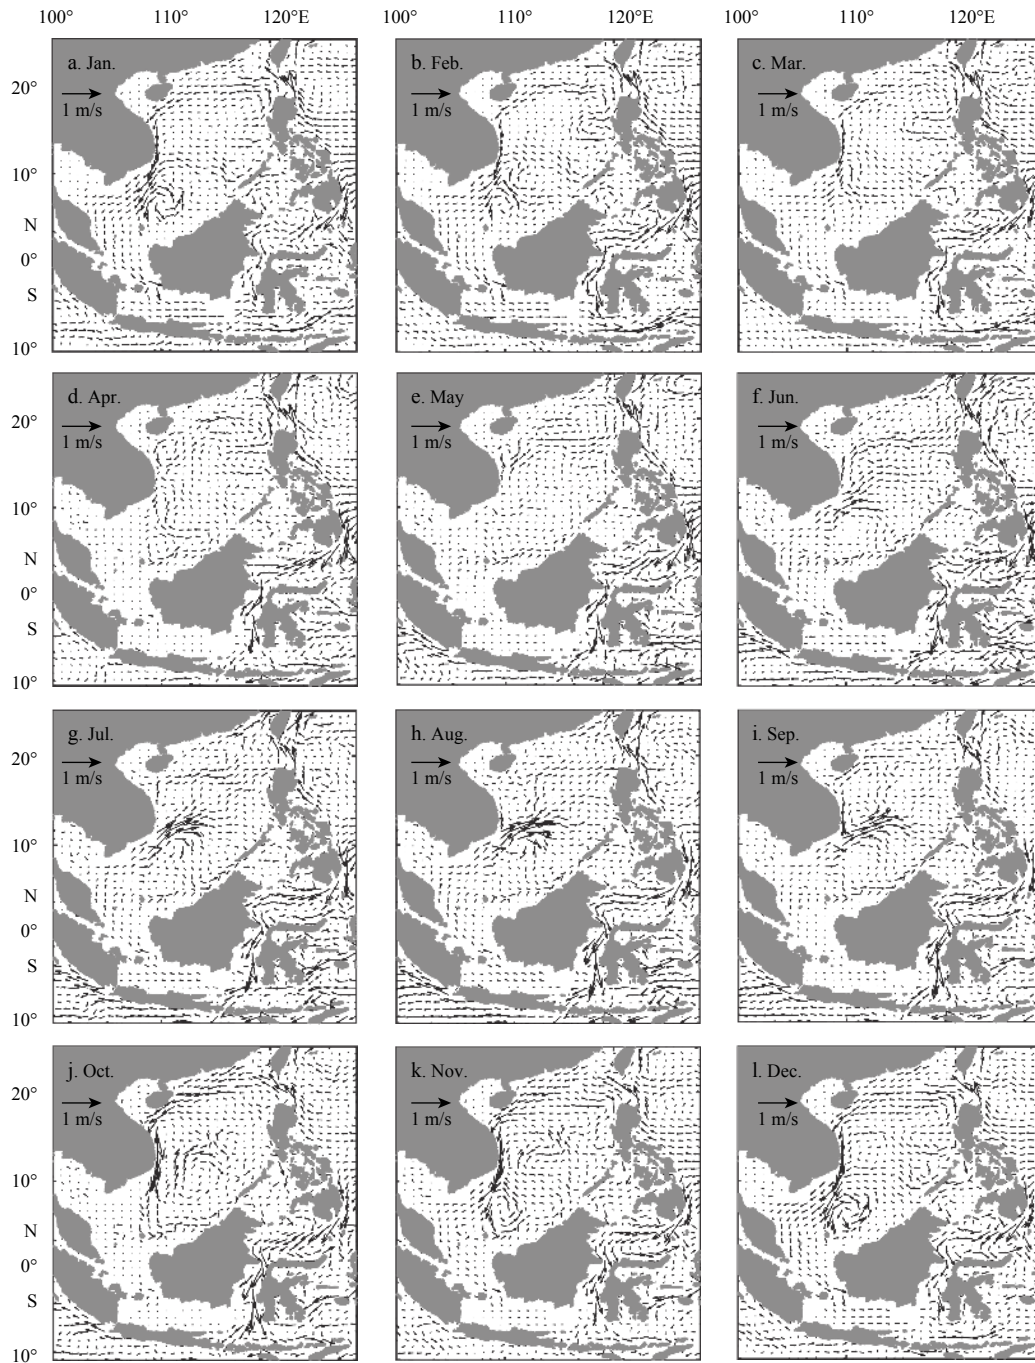 100° 110° 120°E 100° 110° 120°E 100° 110° 120°E
a. Jan. b. Feb. c. Mar.
20°
1 m/s 1 m/s 1 m/s
10°
N
0°
S
10°
d. Apr. e. May f. Jun.
20°
1 m/s 1 m/s 1 m/s
10°
N
0°
S
10°
g. Jul. h. Aug. i. Sep.
20°
1 m/s 1 m/s 1 m/s
10°
N
0°
S
10°
j. Oct. k. Nov. l. Dec.
20°
1 m/s 1 m/s 1 m/s
10°
N
0°
S
10°